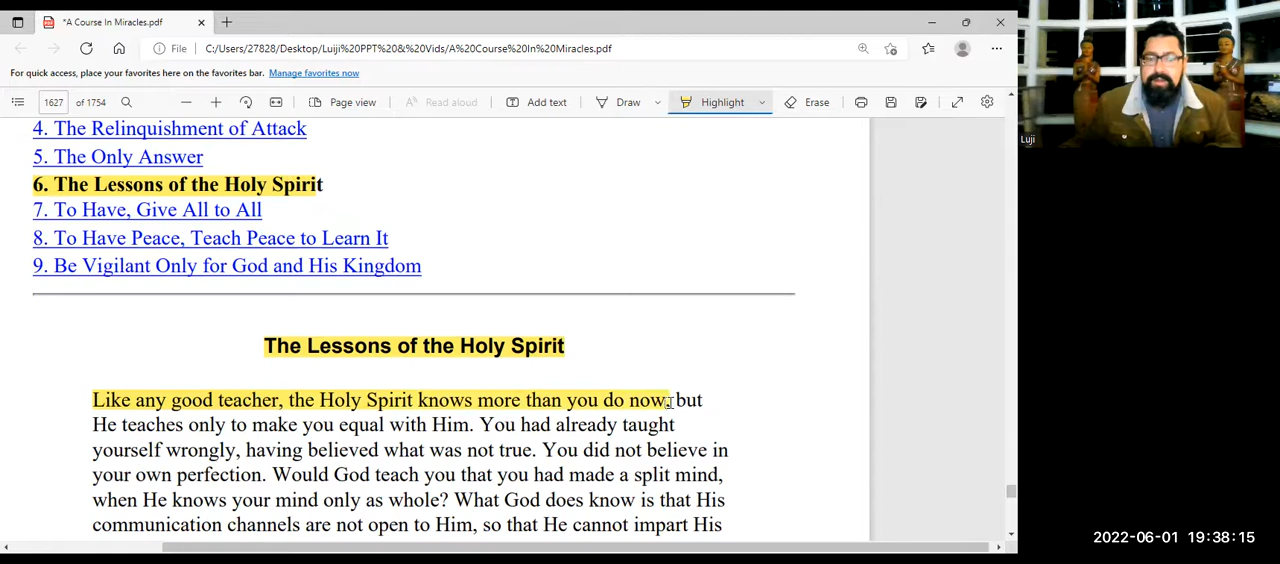 *A Course In Miracles.pdf
File C:/Users/27828/Desktop/Luiji%20PPT%20&%20Vids/A%20Course%20In%20Miracles.pdf
For quick access, place your favorites here on the favorites bar. Manage favorites now
1627 of 1754 Page view Read aloud Add text Draw Highlight Erase
Luji
4. The Relinquishment of Attack
5. The Only Answer
6. The Lessons of the Holy Spirit
7. To Have, Give All to All
8. To Have Peace, Teach Peace to Learn It
9. Be Vigilant Only for God and His Kingdom
The Lessons of the Holy Spirit
Like any good teacher, the Holy Spirit knows more than you do now, but
He teaches only to make you equal with Him. You had already taught
yourself wrongly, having believed what was not true. You did not believe in
your own perfection. Would God teach you that you had made a split mind,
when He knows your mind only as whole? What God does know is that His
communication channels are not open to Him, so that He cannot impart His
2022-06-01 19:38:15